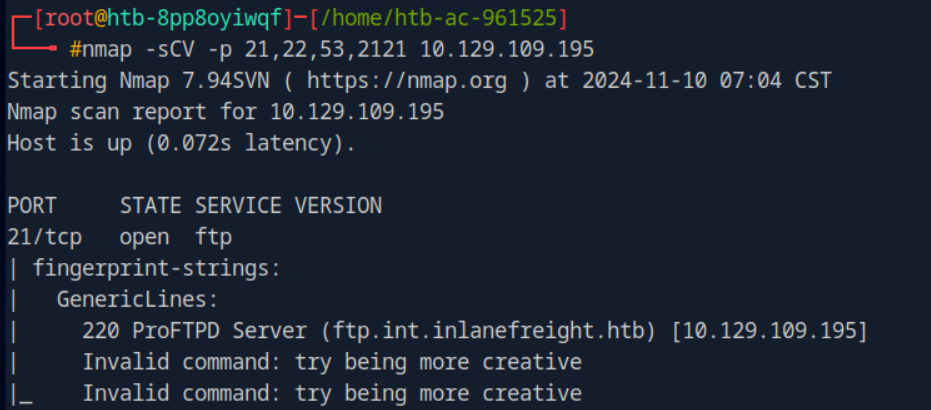 ┌─[root@htb-8pp8oyiwqf]─[/home/htb-ac-961525]
└──╼ #nmap -sCV -p 21,22,53,2121 10.129.109.195
Starting Nmap 7.94SVN ( https://nmap.org ) at 2024-11-10 07:04 CST
Nmap scan report for 10.129.109.195
Host is up (0.072s latency).

PORT     STATE SERVICE VERSION
21/tcp   open  ftp
| fingerprint-strings:
|   GenericLines:
|     220 ProFTPD Server (ftp.int.inlanefreight.htb) [10.129.109.195]
|     Invalid command: try being more creative
|_    Invalid command: try being more creative